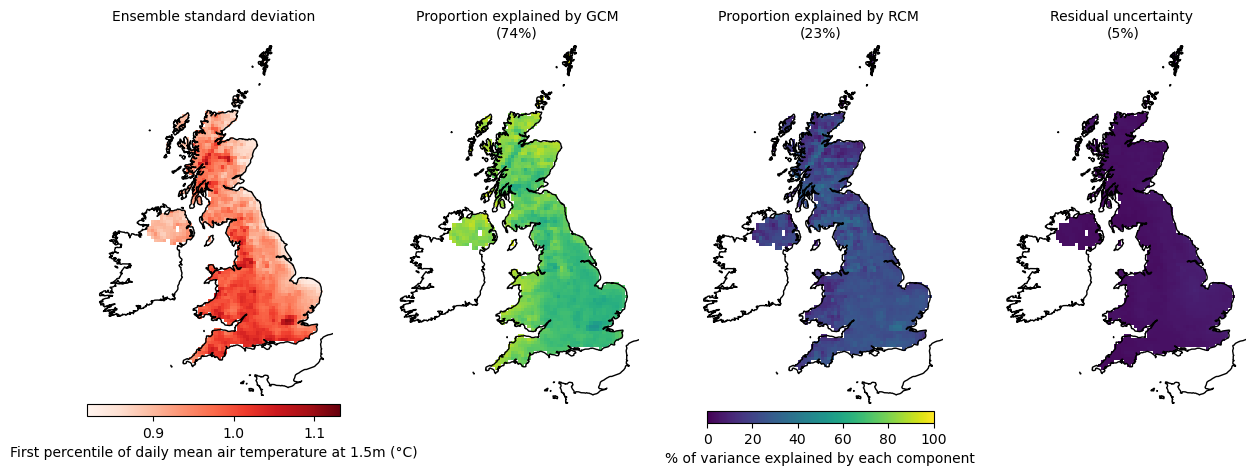 Ensemble standard deviation
Proportion explained by GCM
(74%)
Proportion explained by RCM
(23%)
Residual uncertainty
(5%)
0.9 1.0 1.1
First percentile of daily mean air temperature at 1.5m (°C)
0 20 40 60 80 100
% of variance explained by each component